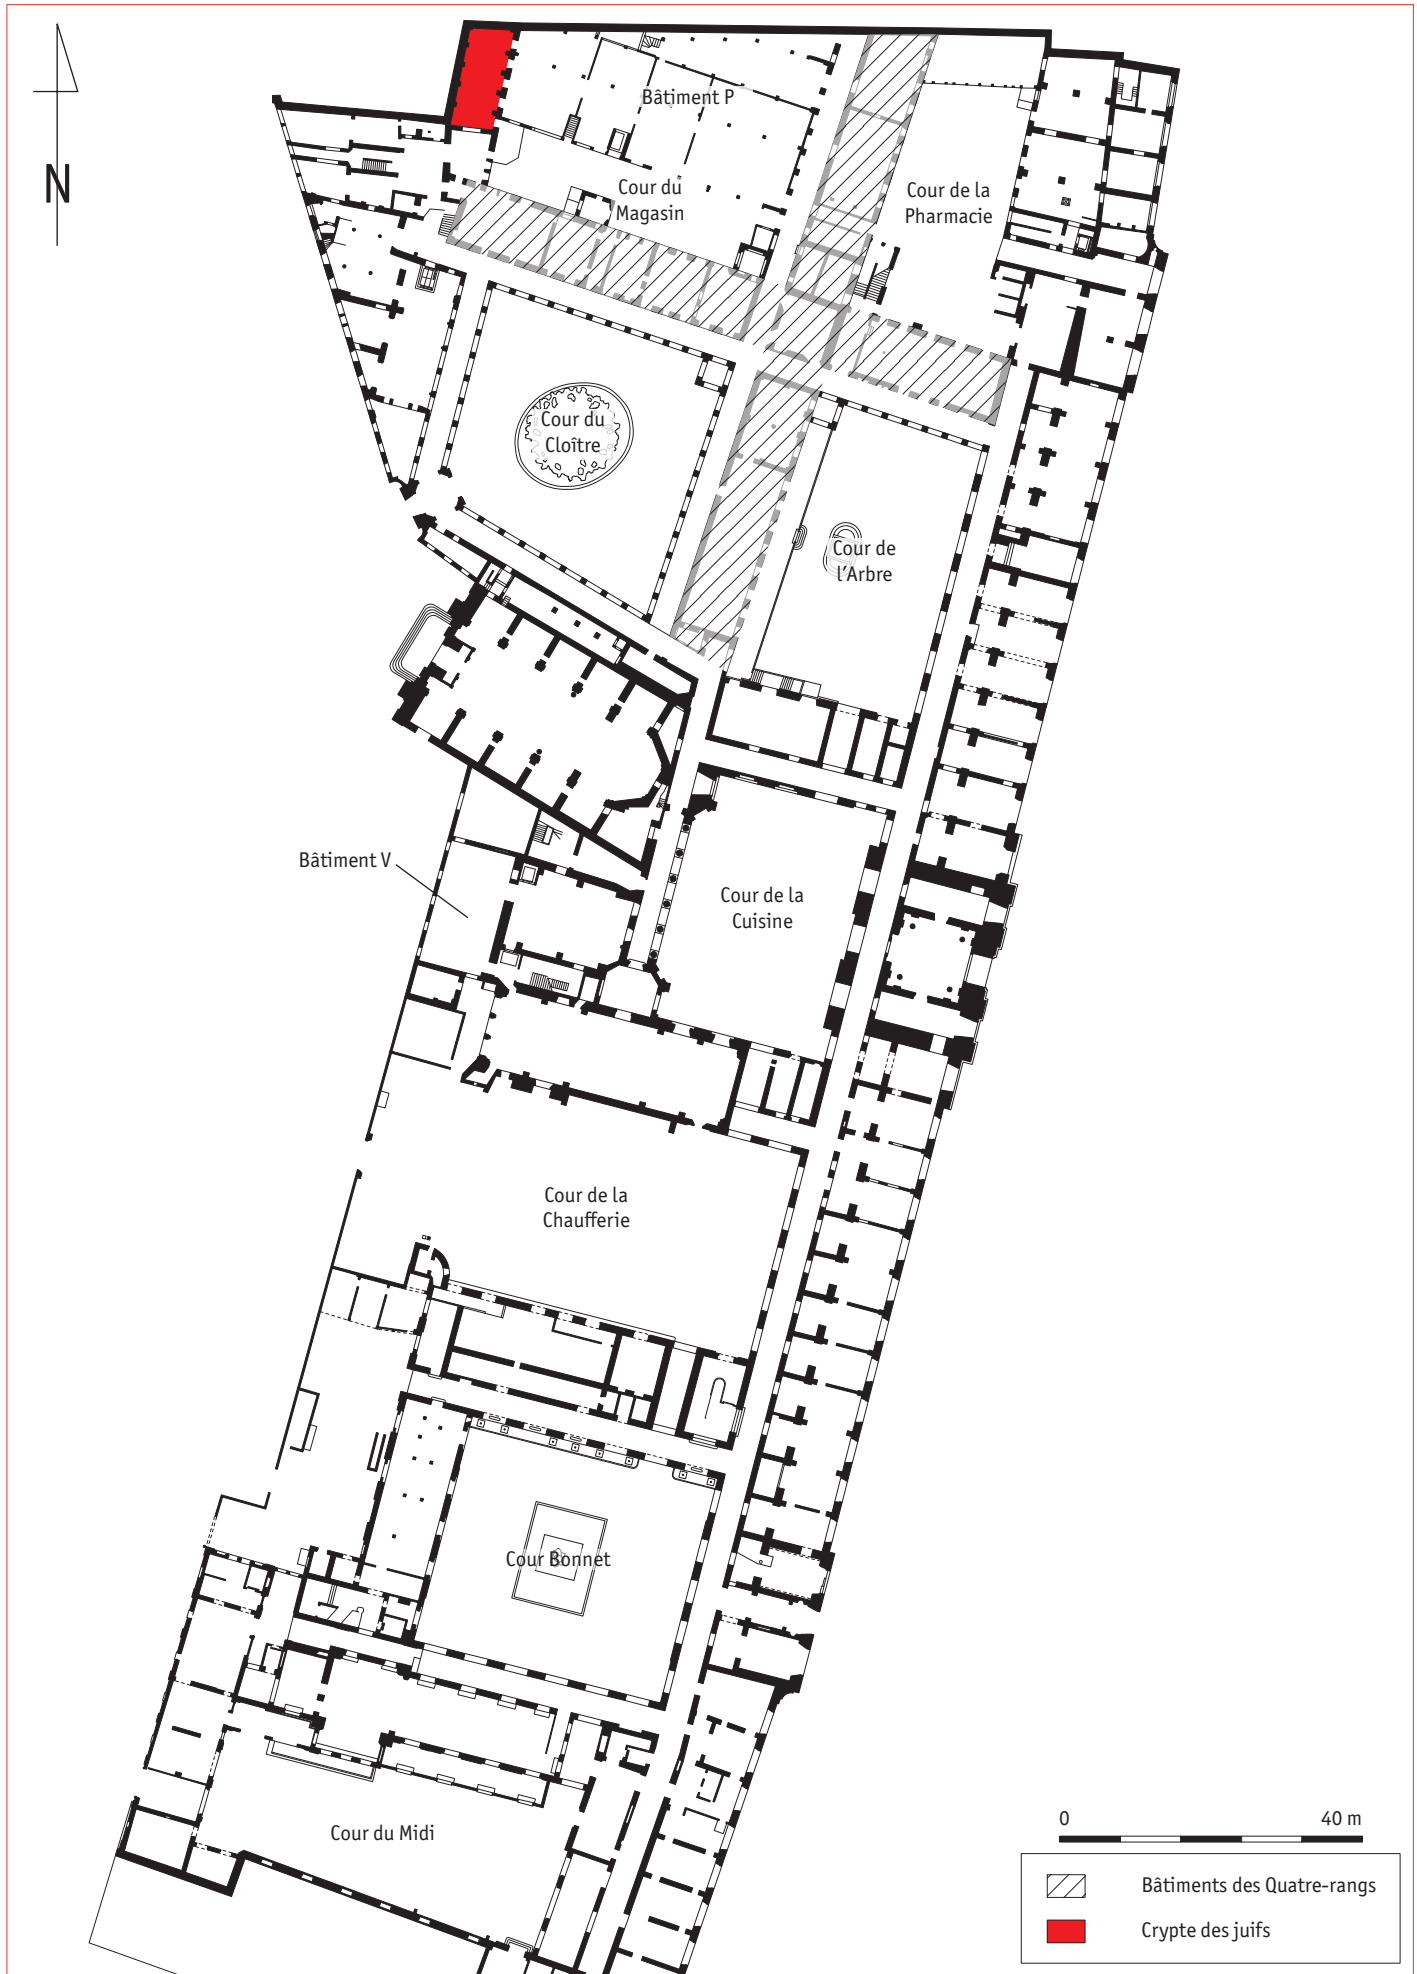 N
Bâtiment P
Cour du
Magasin
Cour de la
Pharmacie
Cour du
Cloître
Cour de
l'Arbre
Bâtiment V
Cour de la
Cuisine
Cour de la
Chaufferie
Cour Bonnet
Cour du Midi
0 40 m
Bâtiments des Quatre-rangs
Crypte des juifs